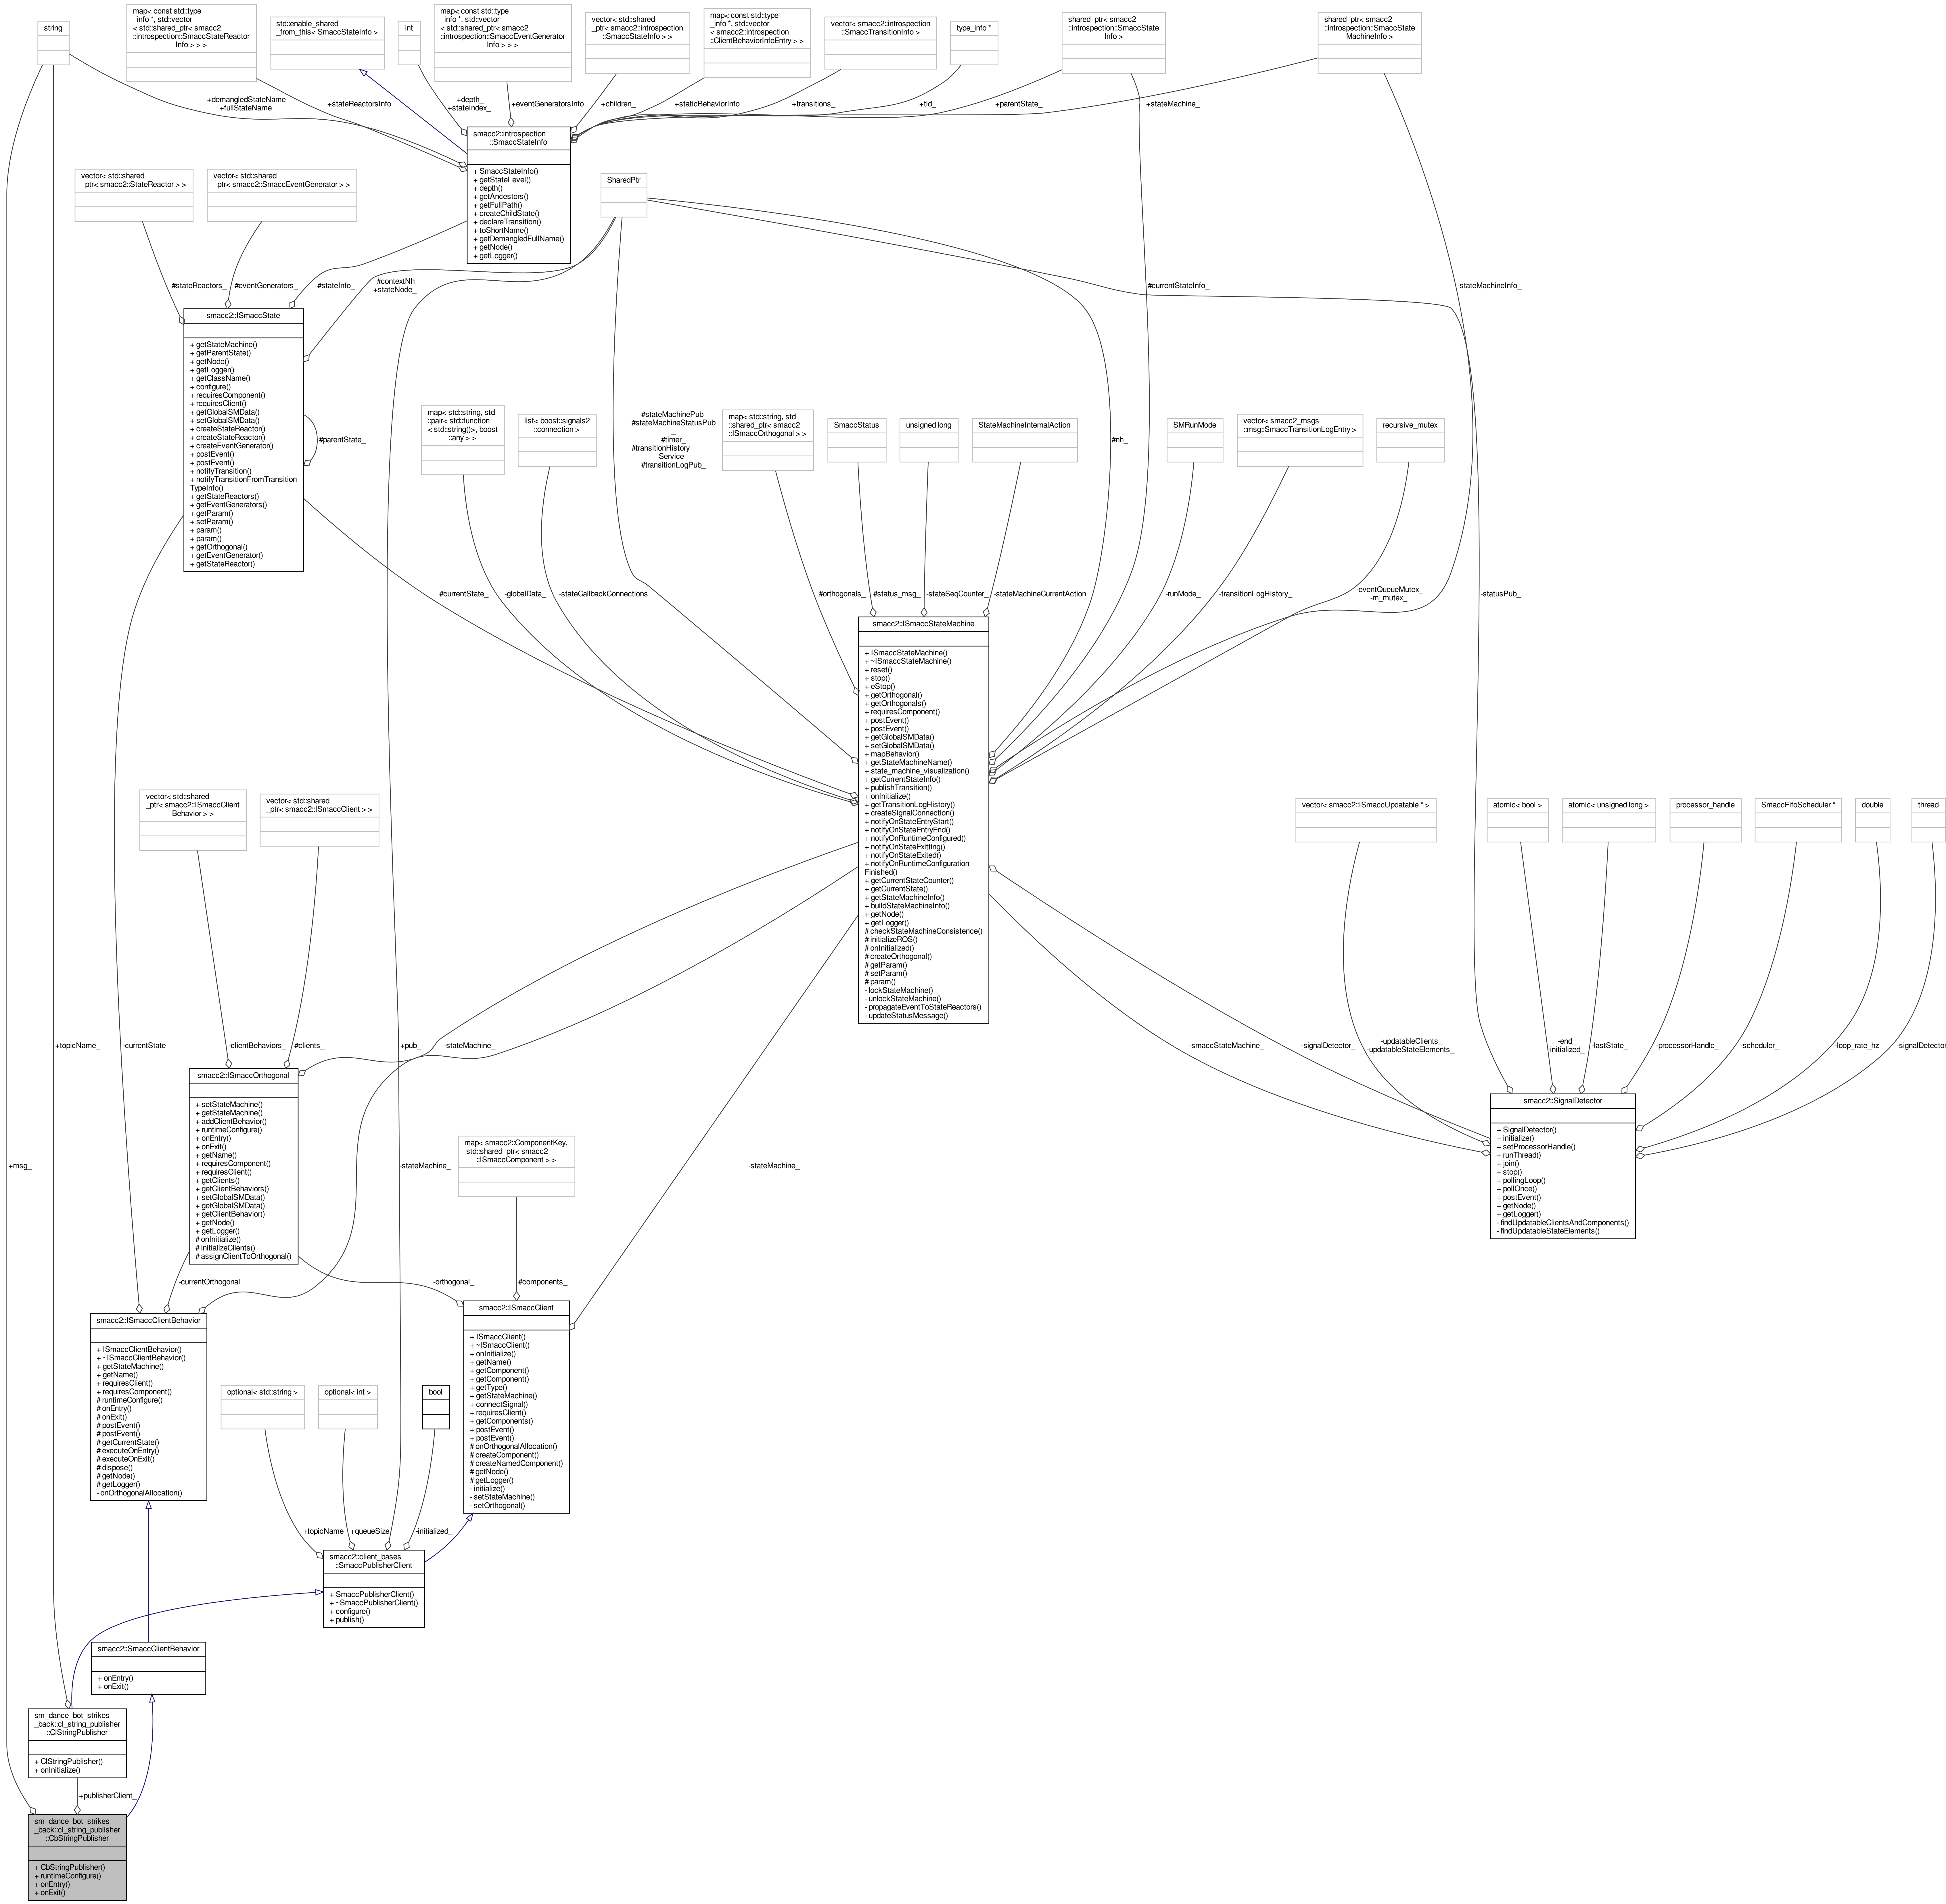 string
map< const std::type
_info *, std::vector
< std::shared_ptr< smacc2
::introspection::SmaccStateReactor
Info > > >
std::enable_shared
_from_this< SmaccStateInfo >
int
map< const std::type
_info *, std::vector
< std::shared_ptr< smacc2
::introspection::SmaccEventGenerator
Info > > >
vector< std::shared
_ptr< smacc2::introspection
::SmaccStateInfo > >
map< const std::type
_info *, std::vector
< smacc2::introspection
::ClientBehaviorInfoEntry > >
vector< smacc2::introspection
::SmaccTransitionInfo >
type_info *
shared_ptr< smacc2
::introspection::SmaccState
Info >
shared_ptr< smacc2
::introspection::SmaccState
MachineInfo >
+demangledStateName
+fullStateName
+stateReactorsInfo
+depth_
+stateIndex_
+eventGeneratorsInfo
+children_
+staticBehaviorInfo
+transitions_
+tid_
+parentState_
+stateMachine_
smacc2::introspection
::SmaccStateInfo
+ SmaccStateInfo()
+ getStateLevel()
+ depth()
+ getAncestors()
+ getFullPath()
+ createChildState()
+ declareTransition()
+ toShortName()
+ getDemangledFullName()
+ getNode()
+ getLogger()
vector< std::shared
_ptr< smacc2::StateReactor > >
vector< std::shared
_ptr< smacc2::SmaccEventGenerator > >
SharedPtr
#stateReactors_
#eventGenerators_
#stateInfo_
#contextNh
+stateNode_
#currentStateInfo_
-stateMachineInfo_
smacc2::ISmaccState
+ getStateMachine()
+ getParentState()
+ getNode()
+ getLogger()
+ getClassName()
+ configure()
+ requiresComponent()
+ requiresClient()
+ getGlobalSMData()
+ setGlobalSMData()
+ createStateReactor()
+ createStateReactor()
+ createEventGenerator()
+ postEvent()
+ postEvent()
+ notifyTransition()
+ notifyTransitionFromTransition
TypeInfo()
+ getStateReactors()
+ getEventGenerators()
+ getParam()
+ setParam()
+ param()
+ param()
+ getOrthogonal()
+ getEventGenerator()
+ getStateReactor()
#parentState_
map< std::string, std
::pair< std::function
< std::string()>, boost
::any > >
list< boost::signals2
::connection >
#stateMachinePub_
#stateMachineStatusPub
_
#timer_
#transitionHistory
Service_
#transitionLogPub_
map< std::string, std
::shared_ptr< smacc2
::ISmaccOrthogonal > >
SmaccStatus
unsigned long
StateMachineInternalAction
#nh_
SMRunMode
vector< smacc2_msgs
::msg::SmaccTransitionLogEntry >
recursive_mutex
#currentState_
-globalData_
-stateCallbackConnections
#orthogonals_
#status_msg_
-stateSeqCounter_
-stateMachineCurrentAction
-runMode_
-transitionLogHistory_
-eventQueueMutex_
-m_mutex_
-statusPub_
smacc2::ISmaccStateMachine
+ ISmaccStateMachine()
+ ~ISmaccStateMachine()
+ reset()
+ stop()
+ eStop()
+ getOrthogonal()
+ getOrthogonals()
+ requiresComponent()
+ postEvent()
+ postEvent()
+ getGlobalSMData()
+ setGlobalSMData()
+ mapBehavior()
+ getStateMachineName()
+ state_machine_visualization()
+ getCurrentStateInfo()
+ publishTransition()
+ onInitialize()
+ getTransitionLogHistory()
+ createSignalConnection()
+ notifyOnStateEntryStart()
+ notifyOnStateEntryEnd()
+ notifyOnRuntimeConfigured()
+ notifyOnStateExitting()
+ notifyOnStateExited()
+ notifyOnRuntimeConfiguration
Finished()
+ getCurrentStateCounter()
+ getCurrentState()
+ getStateMachineInfo()
+ buildStateMachineInfo()
+ getNode()
+ getLogger()
# checkStateMachineConsistence()
# initializeROS()
# onInitialized()
# createOrthogonal()
# getParam()
# setParam()
# param()
- lockStateMachine()
- unlockStateMachine()
- propagateEventToStateReactors()
- updateStatusMessage()
vector< std::shared
_ptr< smacc2::ISmaccClient
Behavior > >
vector< std::shared
_ptr< smacc2::ISmaccClient > >
vector< smacc2::ISmaccUpdatable * >
atomic< bool >
atomic< unsigned long >
processor_handle
SmaccFifoScheduler *
double
thread
+topicName_
-currentState
-clientBehaviors_
#clients_
+pub_
-stateMachine_
-smaccStateMachine_
-signalDetector_
-updatableClients_
-updatableStateElements_
-end_
-initialized_
-lastState_
-processorHandle_
-scheduler_
-loop_rate_hz
-signalDetector
smacc2::ISmaccOrthogonal
+ setStateMachine()
+ getStateMachine()
+ addClientBehavior()
+ runtimeConfigure()
+ onEntry()
+ onExit()
+ getName()
+ requiresComponent()
+ requiresClient()
+ getClients()
+ getClientBehaviors()
+ setGlobalSMData()
+ getGlobalSMData()
+ getClientBehavior()
+ getNode()
+ getLogger()
# onInitialize()
# initializeClients()
# assignClientToOrthogonal()
smacc2::SignalDetector
+ SignalDetector()
+ initialize()
+ setProcessorHandle()
+ runThread()
+ join()
+ stop()
+ pollingLoop()
+ pollOnce()
+ postEvent()
+ getNode()
+ getLogger()
- findUpdatableClientsAndComponents()
- findUpdatableStateElements()
map< smacc2::ComponentKey,
std::shared_ptr< smacc2
::ISmaccComponent > >
+msg_
-stateMachine_
-stateMachine_
-currentOrthogonal
-orthogonal_
#components_
smacc2::ISmaccClientBehavior
+ ISmaccClientBehavior()
+ ~ISmaccClientBehavior()
+ getStateMachine()
+ getName()
+ requiresClient()
+ requiresComponent()
# runtimeConfigure()
# onEntry()
# onExit()
# postEvent()
# postEvent()
# getCurrentState()
# executeOnEntry()
# executeOnExit()
# dispose()
# getNode()
# getLogger()
- onOrthogonalAllocation()
smacc2::ISmaccClient
+ ISmaccClient()
+ ~ISmaccClient()
+ onInitialize()
+ getName()
+ getComponent()
+ getComponent()
+ getType()
+ getStateMachine()
+ connectSignal()
+ requiresClient()
+ getComponents()
+ postEvent()
+ postEvent()
# onOrthogonalAllocation()
# createComponent()
# createNamedComponent()
# getNode()
# getLogger()
- initialize()
- setStateMachine()
- setOrthogonal()
optional< std::string >
optional< int >
bool
+topicName
+queueSize
-initialized_
smacc2::client_bases
::SmaccPublisherClient
+ SmaccPublisherClient()
+ ~SmaccPublisherClient()
+ configure()
+ publish()
smacc2::SmaccClientBehavior
+ onEntry()
+ onExit()
sm_dance_bot_strikes
_back::cl_string_publisher
::ClStringPublisher
+ ClStringPublisher()
+ onInitialize()
+publisherClient_
sm_dance_bot_strikes
_back::cl_string_publisher
::CbStringPublisher
+ CbStringPublisher()
+ runtimeConfigure()
+ onEntry()
+ onExit()